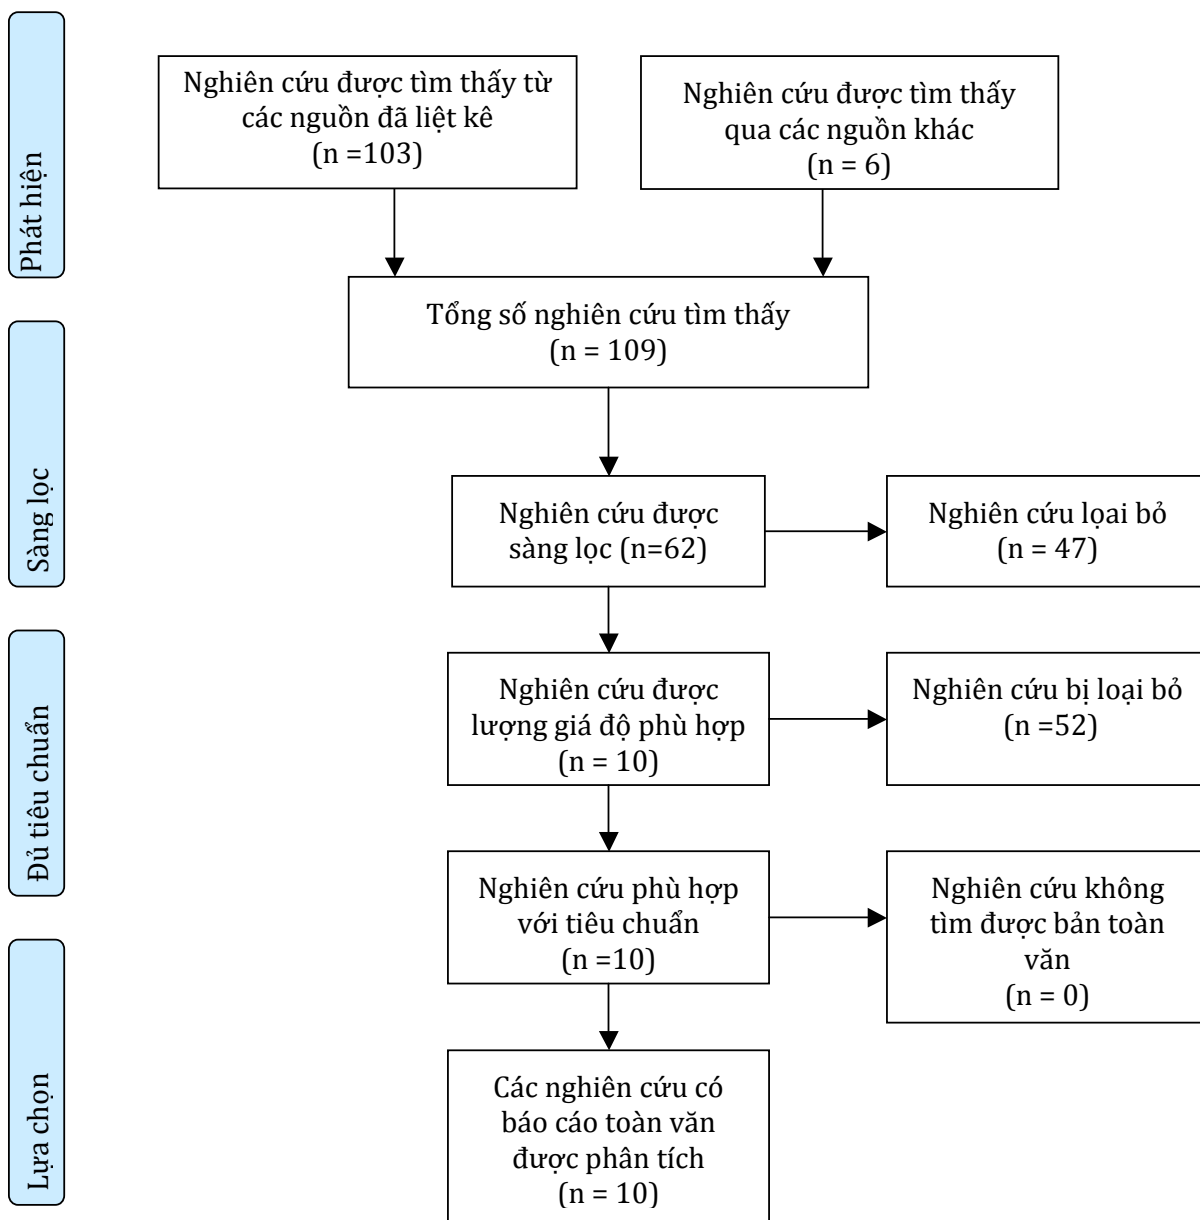 Phát hiện
Nghiên cứu được tìm thấy từ
các nguồn đã liệt kê
(n =103)
Nghiên cứu được tìm thấy
qua các nguồn khác
(n = 6)
Tổng số nghiên cứu tìm thấy
(n = 109)
Sàng lọc
Nghiên cứu được
sàng lọc (n=62)
Nghiên cứu lọai bỏ
(n = 47)
Đủ tiêu chuẩn
Nghiên cứu được
lượng giá độ phù hợp
(n = 10)
Nghiên cứu bị loại bỏ
(n =52)
Nghiên cứu phù hợp
với tiêu chuẩn
(n =10)
Nghiên cứu không
tìm được bản toàn
văn
(n = 0)
Lựa chọn
Các nghiên cứu có
báo cáo toàn văn
được phân tích
(n = 10)